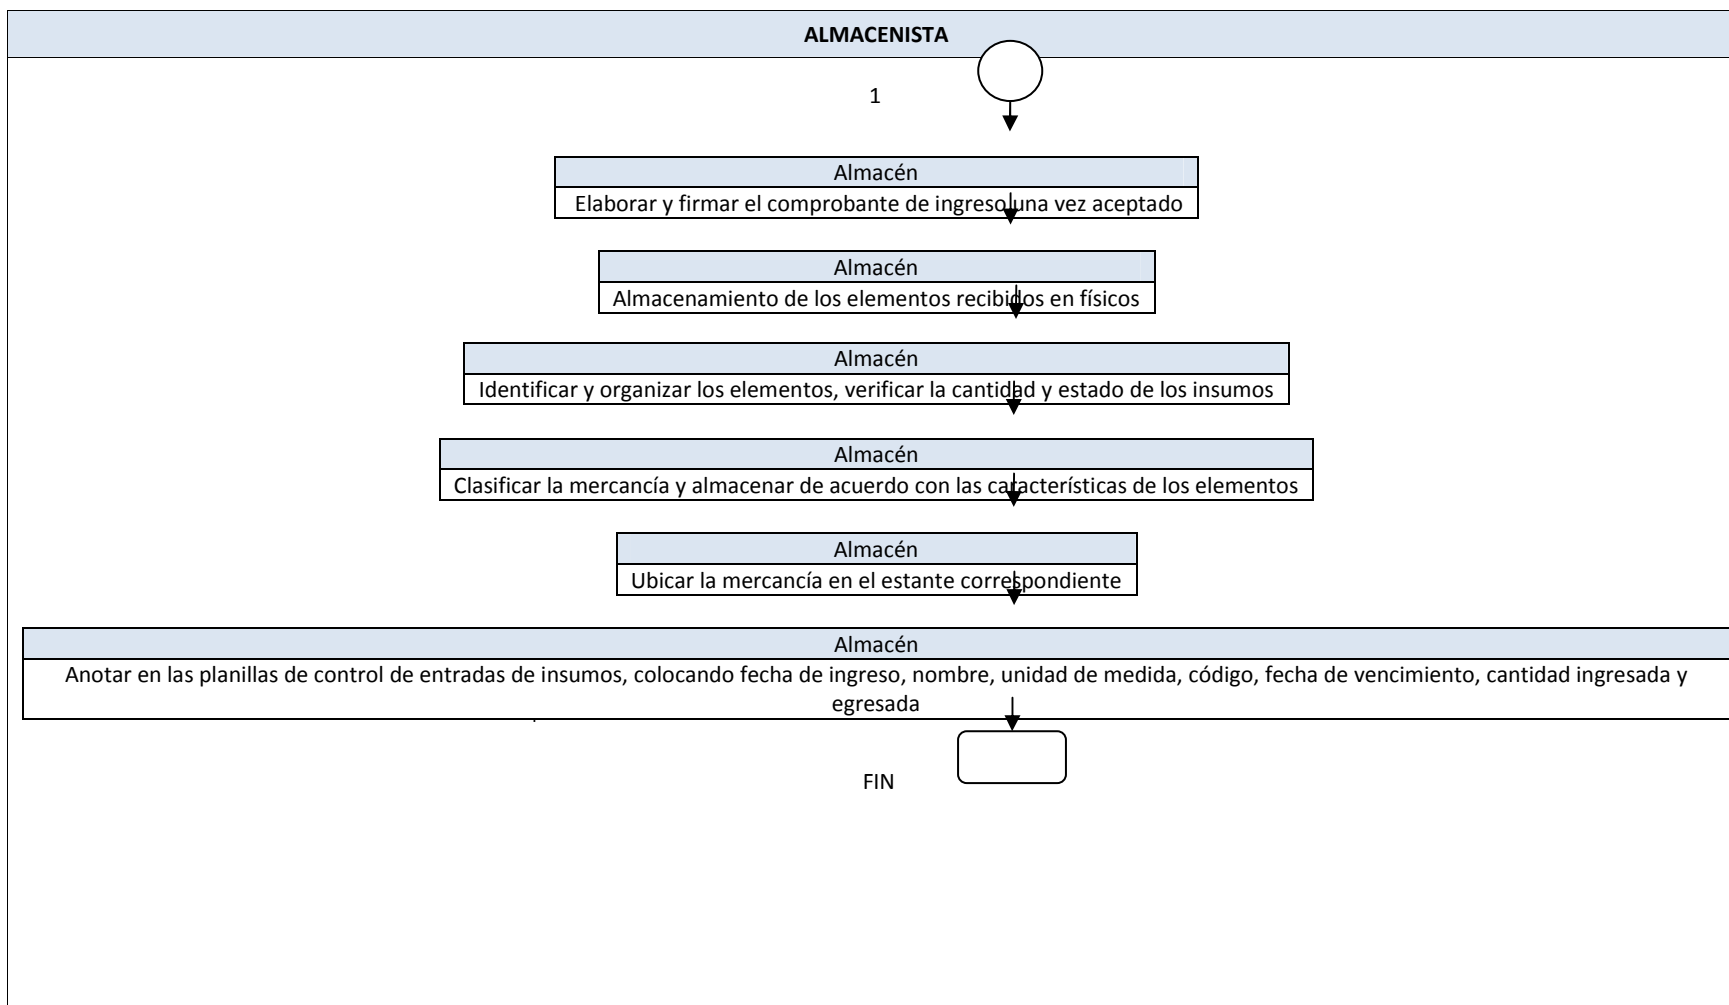 ALMACENISTA
1
Almacén
Elaborar y firmar el comprobante de ingreso una vez aceptado
Almacén
Almacenamiento de los elementos recibidos en físicos
Almacén
Identificar y organizar los elementos, verificar la cantidad y estado de los insumos
Almacén
Clasificar la mercancía y almacenar de acuerdo con las características de los elementos
Almacén
Ubicar la mercancía en el estante correspondiente
Almacén
Anotar en las planillas de control de entradas de insumos, colocando fecha de ingreso, nombre, unidad de medida, código, fecha de vencimiento, cantidad ingresada y
egresada
FIN